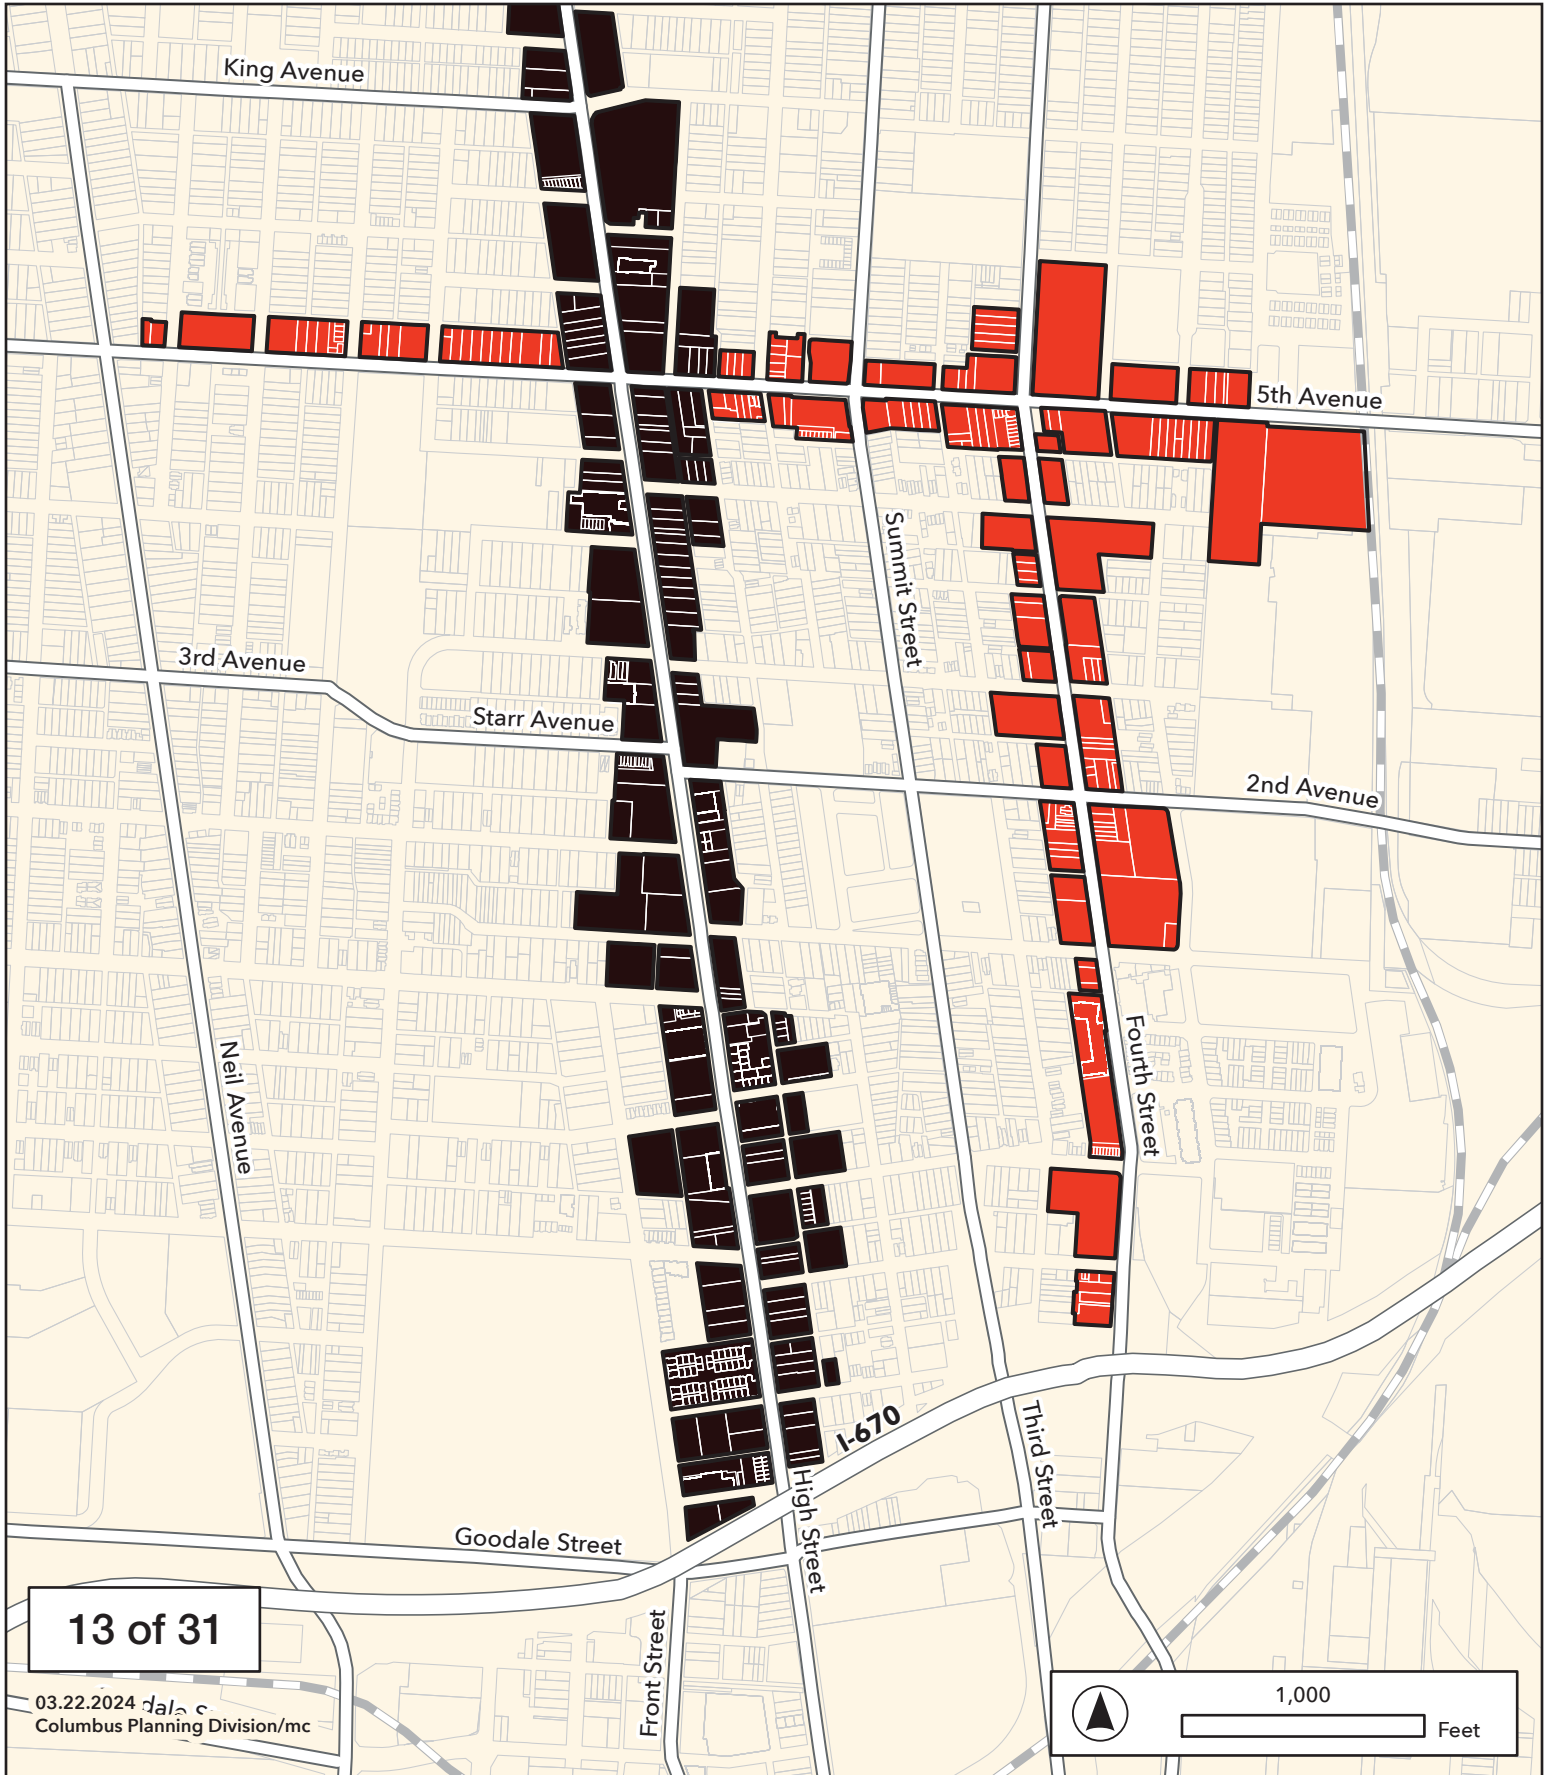 King Avenue
5th Avenue
Summit Street
3rd Avenue
Starr Avenue
2nd Avenue
Neil Avenue
Fourth Street
I-670
Third Street
High Street
Goodale Street
Front Street
13 of 31
03.22.2024
Columbus Planning Division/mc
1,000
Feet